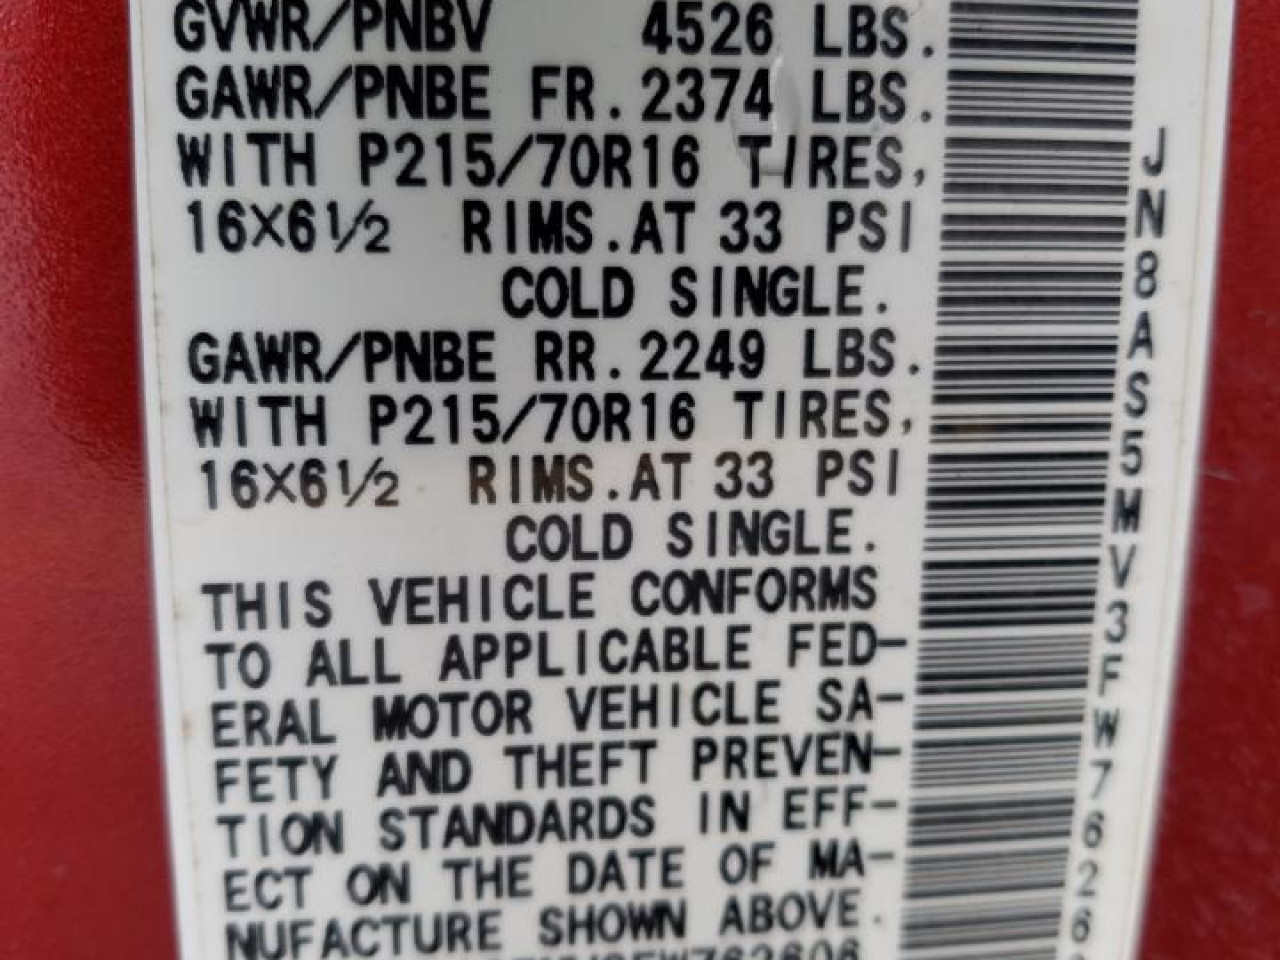 GVWR/PNBV 4526 LBS.
GAWR/PNBE FR. 2374 LBS.
WITH P215/70R16 TIRES,
16×6½ RIMS. AT 33 PSI
COLD SINGLE.
GAWR/PNBE RR. 2249 LBS.
WITH P215/70R16 TIRES,
16×6½ RIMS. AT 33 PSI
COLD SINGLE.
THIS VEHICLE CONFORMS
TO ALL APPLICABLE FED-
ERAL MOTOR VEHICLE SA-
FETY AND THEFT PREVEN-
TION STANDARDS IN EFF-
ECT ON THE DATE OF MA-
NUFACTURE SHOWN ABOVE.
JN8AS5MV3FW7626